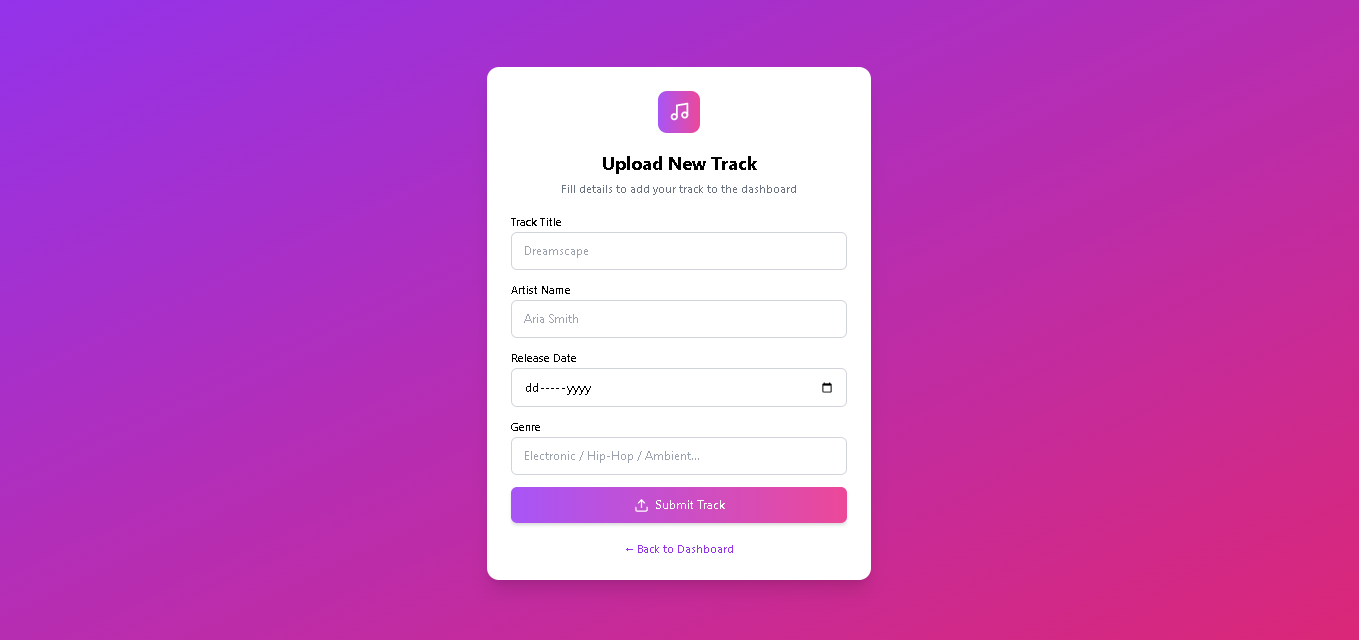 Upload New Track
Fill details to add your track to the dashboard
Track Title
Dreamscape
Artist Name
Aria Smith
Release Date
dd-----yyyy
Genre
Electronic / Hip-Hop / Ambient...
Submit Track
← Back to Dashboard